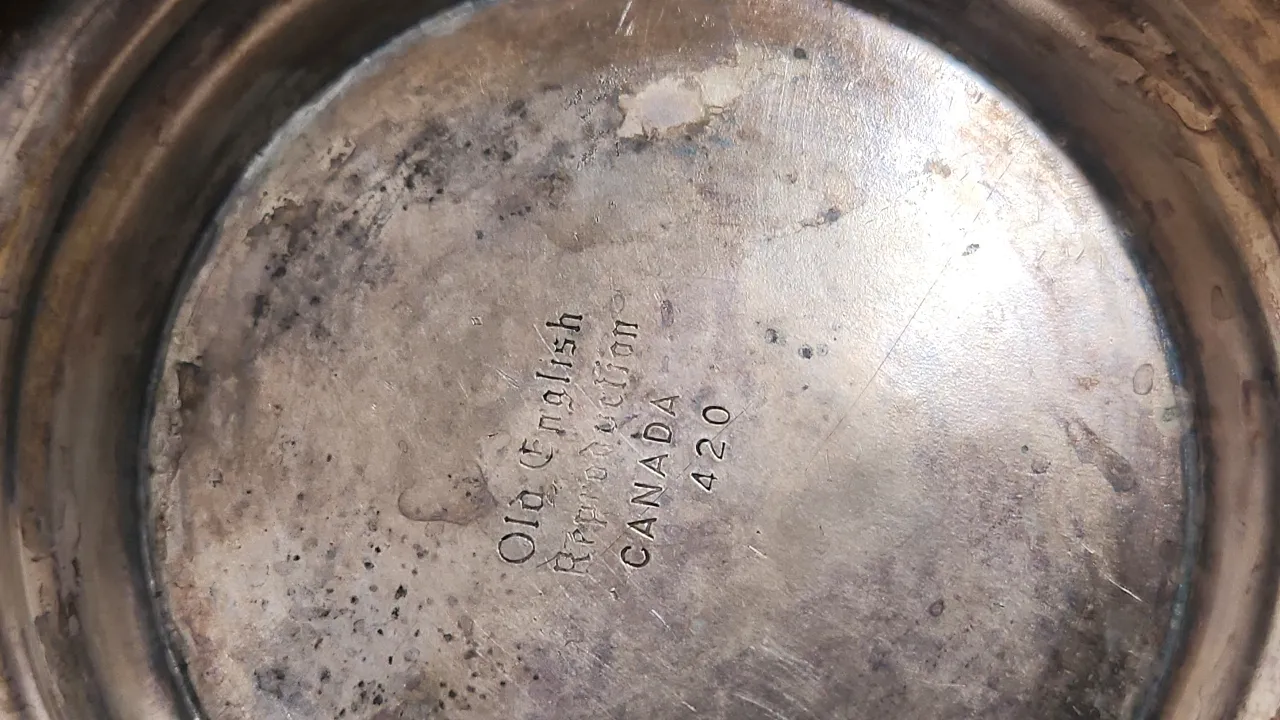 Old English
Reproduction
CANADA
420